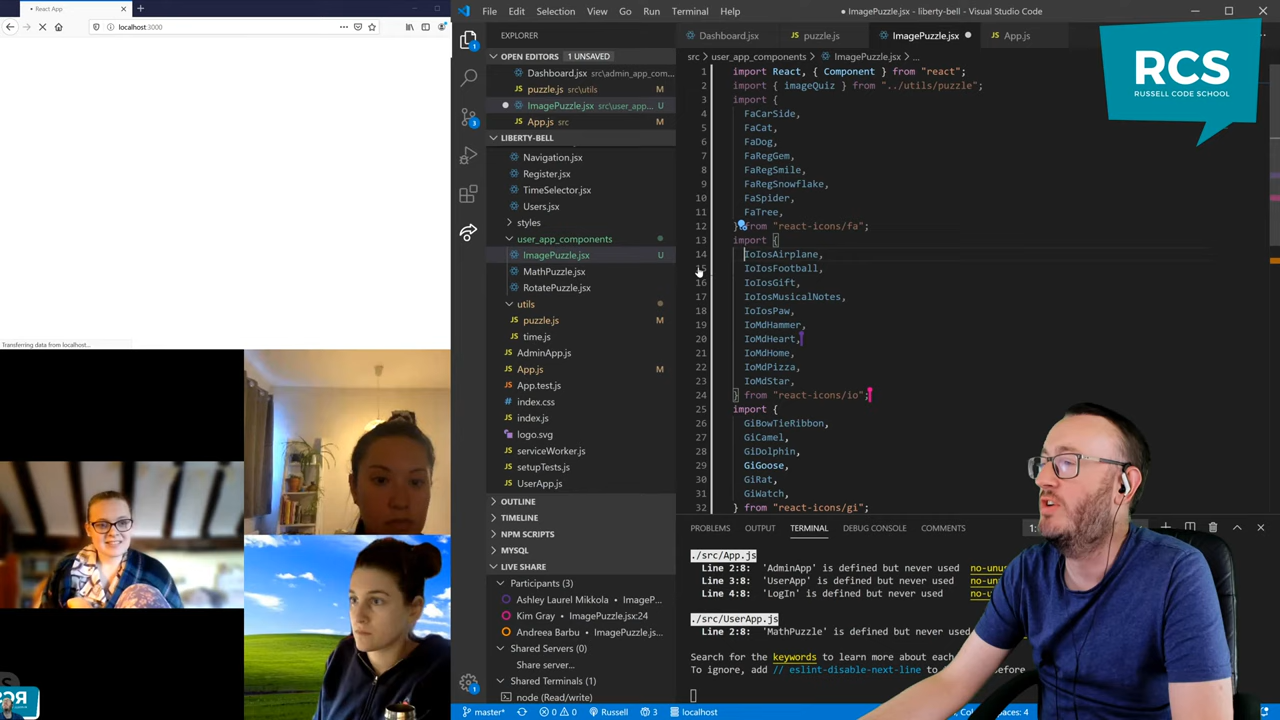 React App
localhost:3000
Transferring data from localhost...
RCS
File Edit Selection View Go Run Terminal Help
● ImagePuzzle.jsx - liberty-bell - Visual Studio Code
EXPLORER
OPEN EDITORS 1 UNSAVED
Dashboard.jsx src\admin_app_com...
puzzle.js src\utils M
ImagePuzzle.jsx src\user_app... U
App.js src M
LIBERTY-BELL
Navigation.jsx
Register.jsx
TimeSelector.jsx
Users.jsx
styles
user_app_components
ImagePuzzle.jsx U
MathPuzzle.jsx
RotatePuzzle.jsx
utils
puzzle.js M
time.js
AdminApp.js
App.js M
App.test.js
index.css
index.js
logo.svg
serviceWorker.js
setupTests.js
UserApp.js
OUTLINE
TIMELINE
NPM SCRIPTS
MYSQL
LIVE SHARE
Participants (3)
Ashley Laurel Mikkola • ImageP...
Kim Gray • ImagePuzzle.jsx:24
Andreea Barbu • ImagePuzzle.js...
Shared Servers (0)
Share server...
Shared Terminals (1)
node (Read/write)
Dashboard.jsx puzzle.js ImagePuzzle.jsx App.js
src > user_app_components > ImagePuzzle.jsx > ...
1 import React, { Component } from "react";
2 import { imageQuiz } from "../utils/puzzle";
3 import {
4 FaCarSide,
5 FaCat,
6 FaDog,
7 FaRegGem,
8 FaRegSmile,
9 FaRegSnowflake,
10 FaSpider,
11 FaTree,
12 } from "react-icons/fa";
13 import {
14 IoIosAirplane,
15 IoIosFootball,
16 IoIosGift,
17 IoIosMusicalNotes,
18 IoIosPaw,
19 IoMdHammer,
20 IoMdHeart,
21 IoMdHome,
22 IoMdPizza,
23 IoMdStar,
24 } from "react-icons/io";
25 import {
26 GiBowTieRibbon,
27 GiCamel,
28 GiDolphin,
29 GiGoose,
30 GiRat,
31 GiWatch,
32 } from "react-icons/gi";
PROBLEMS OUTPUT TERMINAL DEBUG CONSOLE COMMENTS 1:
./src/App.js
Line 2:8: 'AdminApp' is defined but never used no-unus
Line 3:8: 'UserApp' is defined but never used no-unus
Line 4:8: 'LogIn' is defined but never used no-unus
./src/UserApp.js
Line 2:8: 'MathPuzzle' is defined but never used no-
Search for the keywords to learn more about each
To ignore, add // eslint-disable-next-line to before
master* 0 0 Russell 3 localhost
Column Spaces: 4
RCS
RUSSELL CODE SCHOOL